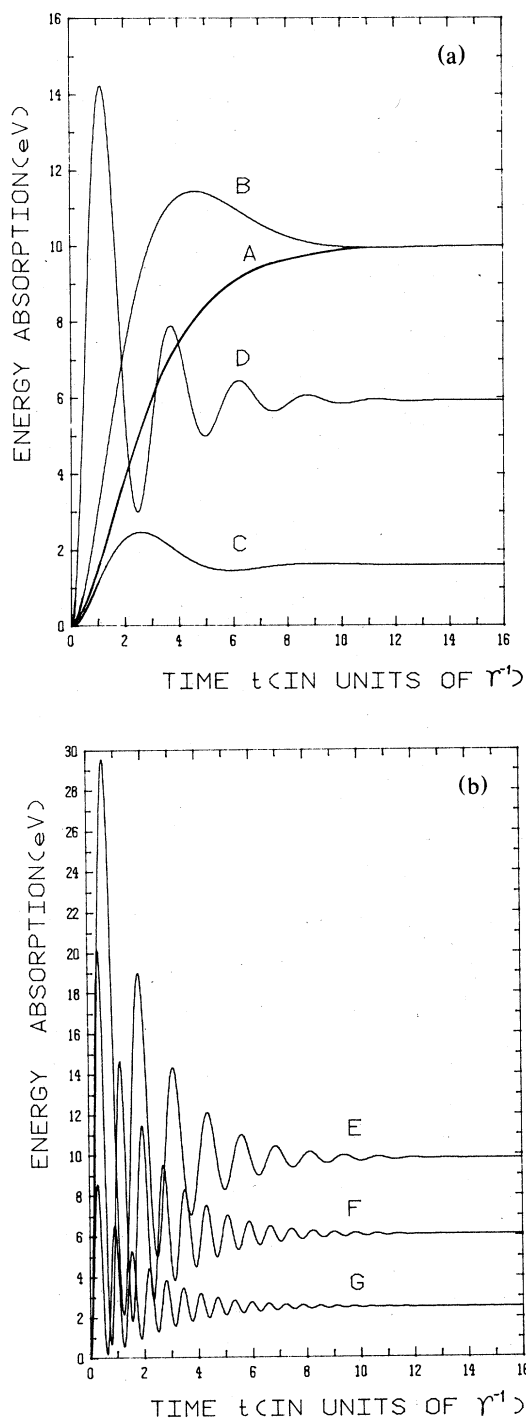 16
(a)
14
12
B
10
A
8
D
6
4
C
2
0
0 2 4 6 8 10 12 14 16
ENERGY ABSORPTION(eV)
TIME t(IN UNITS OF γ⁻¹)
30
(b)
28
26
24
22
20
18
16
14
12
E
10
8
F
6
4
G
2
0
0 2 4 6 8 10 12 14 16
ENERGY ABSORPTION(eV)
TIME t(IN UNITS OF γ⁻¹)